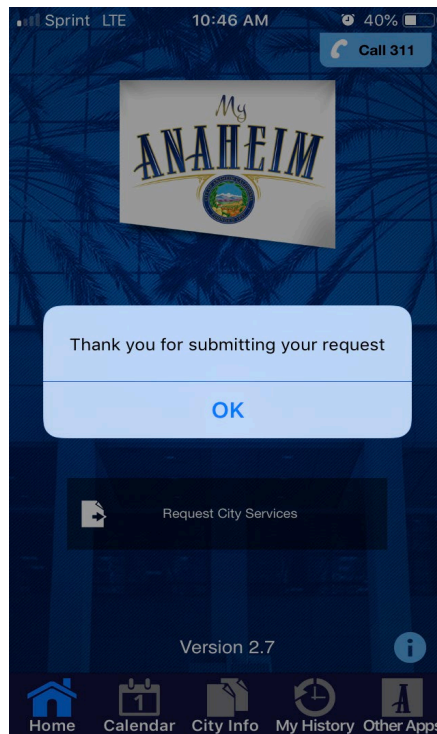 Sprint LTE 10:46 AM 40%
Call 311
My
ANAHEIM
Thank you for submitting your request
OK
Request City Services
Version 2.7
i
1
A
Home Calendar City Info My History Other Apps